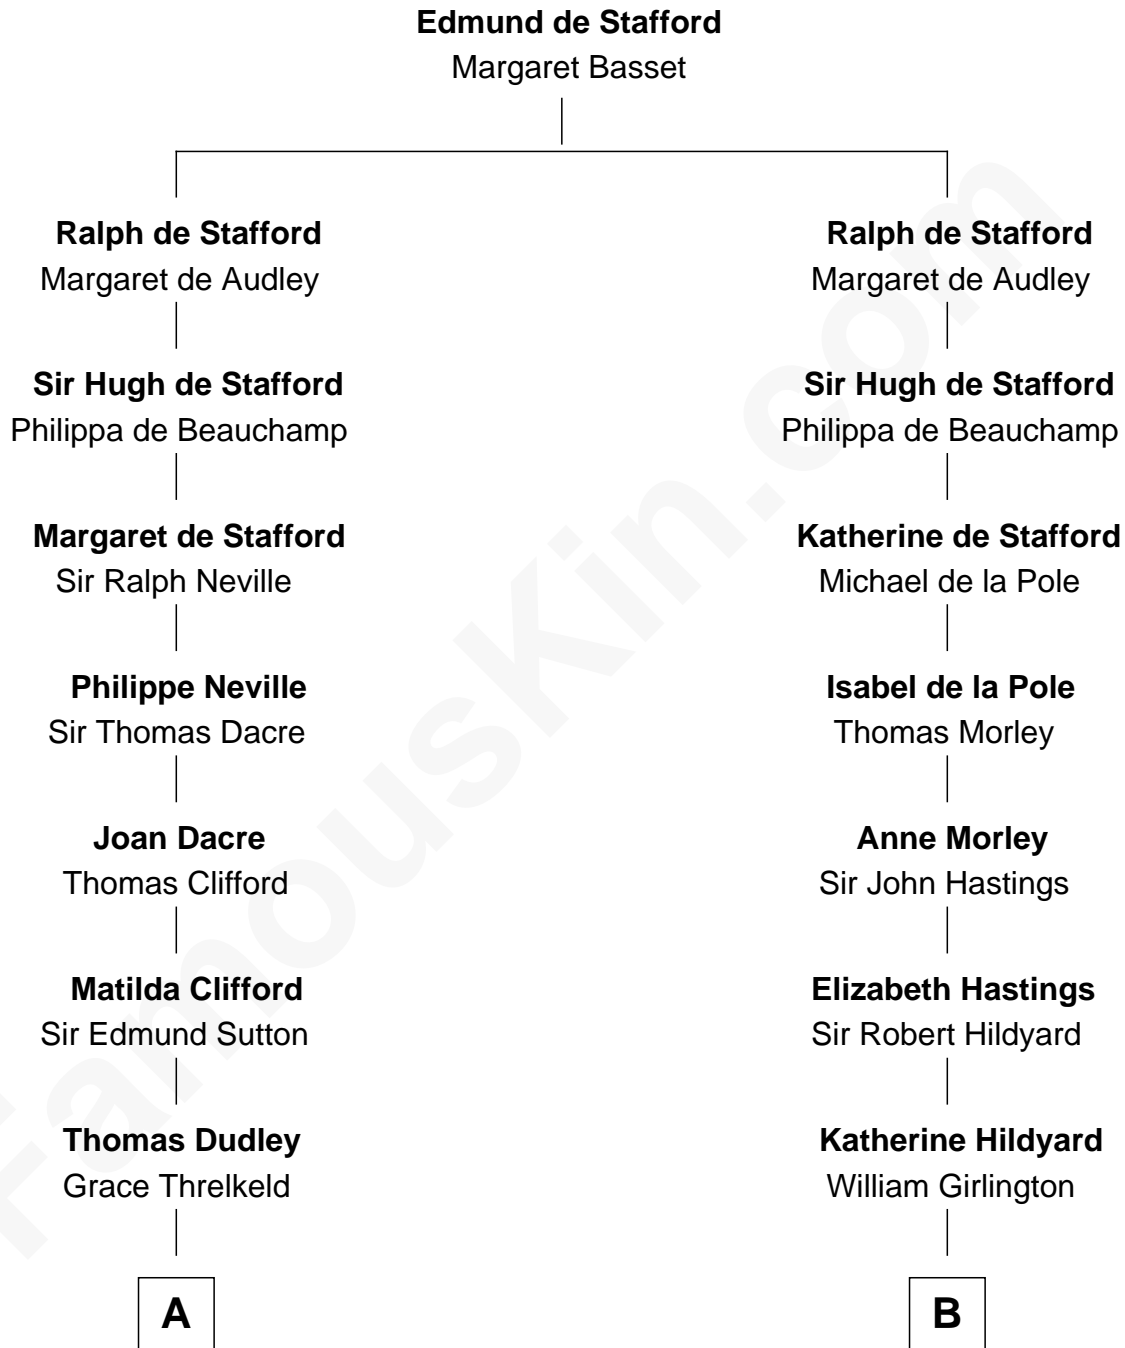 Edmund de Stafford
Margaret Basset
Ralph de Stafford
Margaret de Audley
Sir Hugh de Stafford
Philippa de Beauchamp
Margaret de Stafford
Sir Ralph Neville
Philippe Neville
Sir Thomas Dacre
Joan Dacre
Thomas Clifford
Matilda Clifford
Sir Edmund Sutton
Thomas Dudley
Grace Threlkeld
A
Ralph de Stafford
Margaret de Audley
Sir Hugh de Stafford
Philippa de Beauchamp
Katherine de Stafford
Michael de la Pole
Isabel de la Pole
Thomas Morley
Anne Morley
Sir John Hastings
Elizabeth Hastings
Sir Robert Hildyard
Katherine Hildyard
William Girlington
B
FamousKin.com